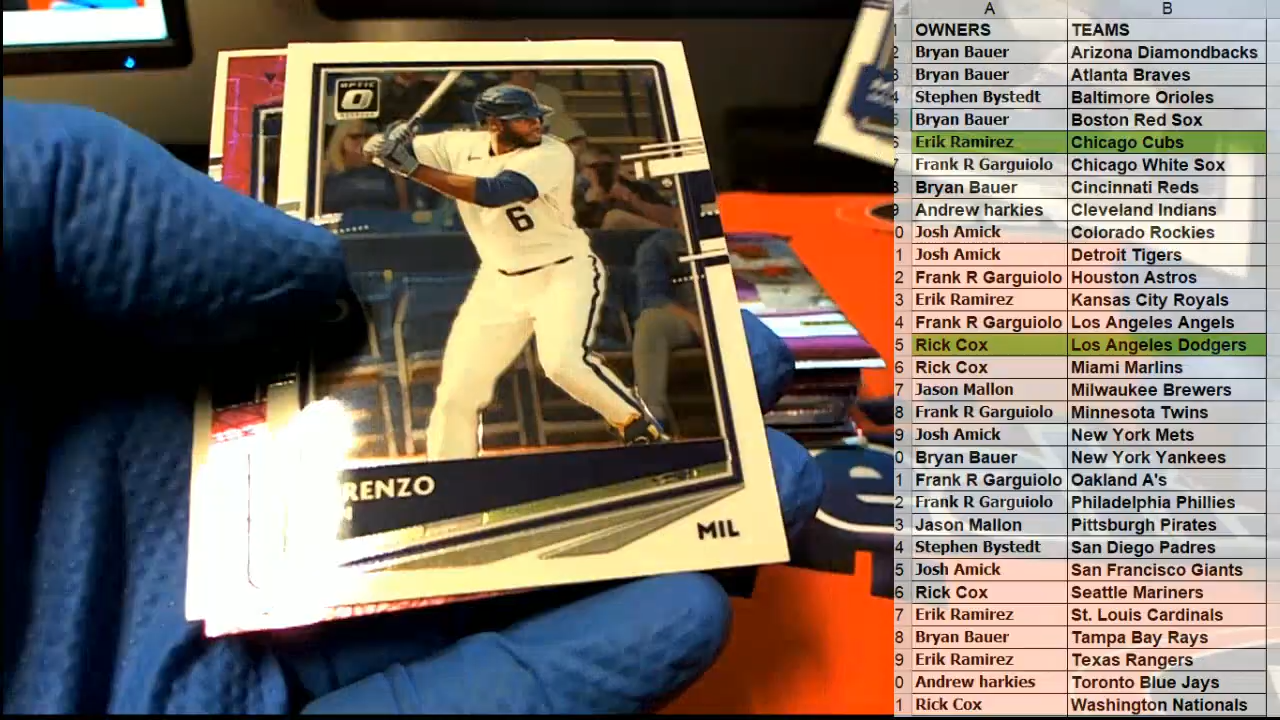 OPTIC
6
RENZO
MIL
A B
OWNERS TEAMS
Bryan Bauer Arizona Diamondbacks
Bryan Bauer Atlanta Braves
Stephen Bystedt Baltimore Orioles
Bryan Bauer Boston Red Sox
Erik Ramirez Chicago Cubs
Frank R Garguiolo Chicago White Sox
Bryan Bauer Cincinnati Reds
Andrew harkies Cleveland Indians
Josh Amick Colorado Rockies
Josh Amick Detroit Tigers
Frank R Garguiolo Houston Astros
Erik Ramirez Kansas City Royals
Frank R Garguiolo Los Angeles Angels
Rick Cox Los Angeles Dodgers
Rick Cox Miami Marlins
Jason Mallon Milwaukee Brewers
Frank R Garguiolo Minnesota Twins
Josh Amick New York Mets
Bryan Bauer New York Yankees
Frank R Garguiolo Oakland A's
Frank R Garguiolo Philadelphia Phillies
Jason Mallon Pittsburgh Pirates
Stephen Bystedt San Diego Padres
Josh Amick San Francisco Giants
Rick Cox Seattle Mariners
Erik Ramirez St. Louis Cardinals
Bryan Bauer Tampa Bay Rays
Erik Ramirez Texas Rangers
Andrew harkies Toronto Blue Jays
Rick Cox Washington Nationals